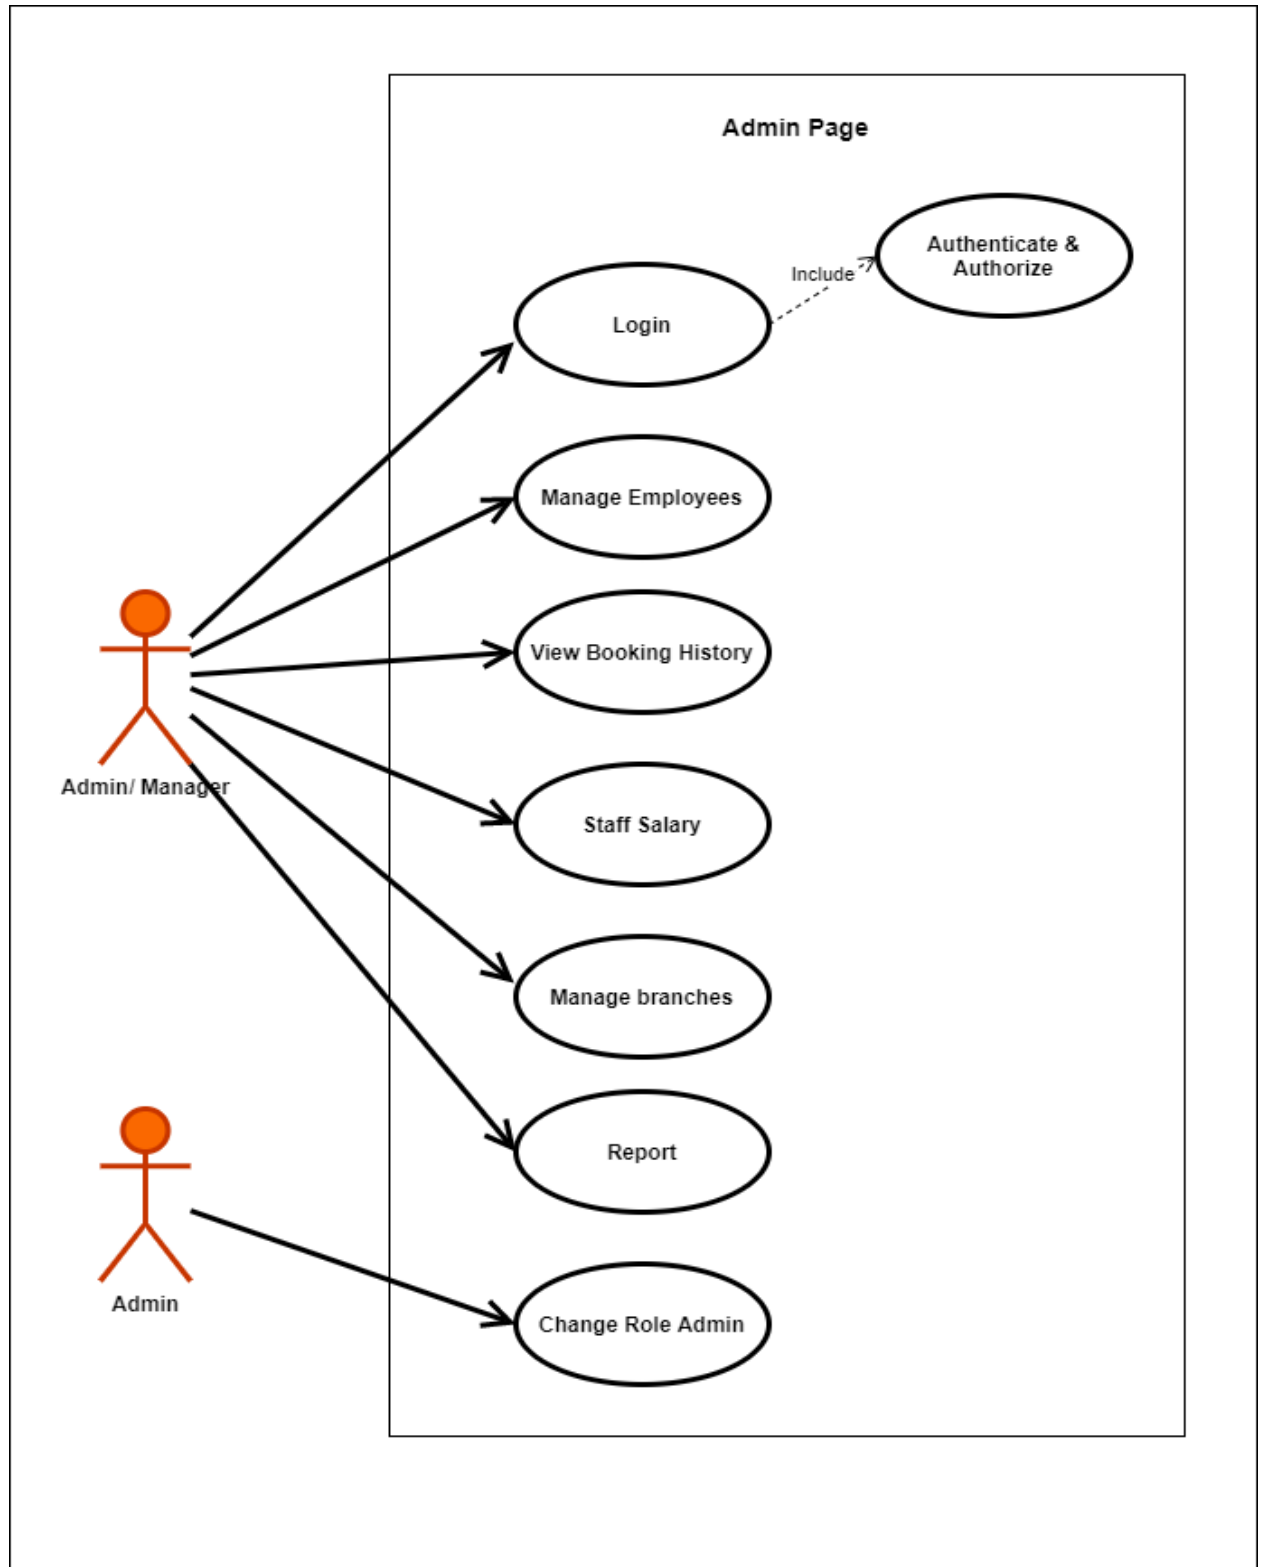 Admin Page
Authenticate &
Authorize
Include
Login
Manage Employees
View Booking History
Admin/ Manager
Staff Salary
Manage branches
Report
Admin
Change Role Admin